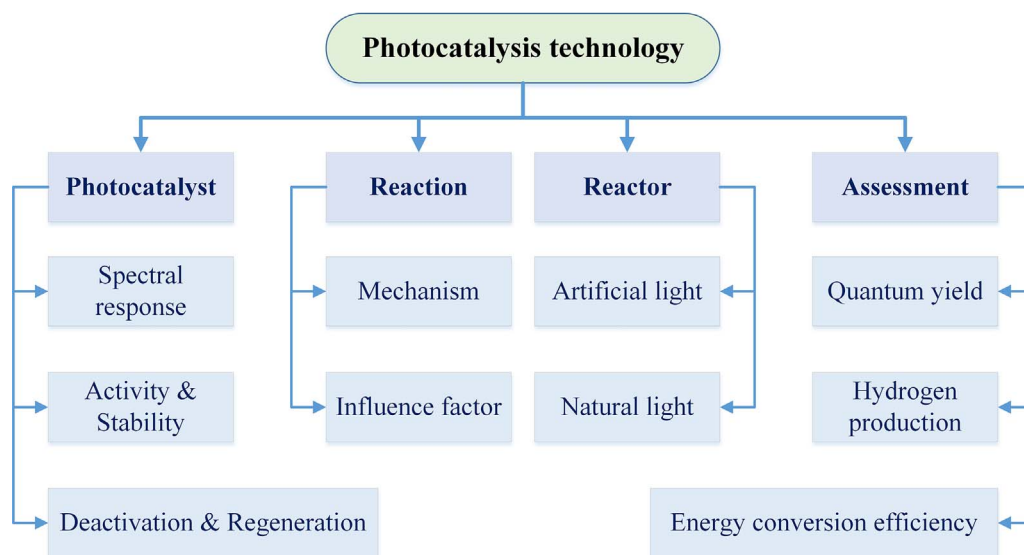 Photocatalysis technology
Photocatalyst
Reaction
Reactor
Assessment
Spectral
response
Mechanism
Artificial light
Quantum yield
Activity &
Stability
Influence factor
Natural light
Hydrogen
production
Deactivation & Regeneration
Energy conversion efficiency